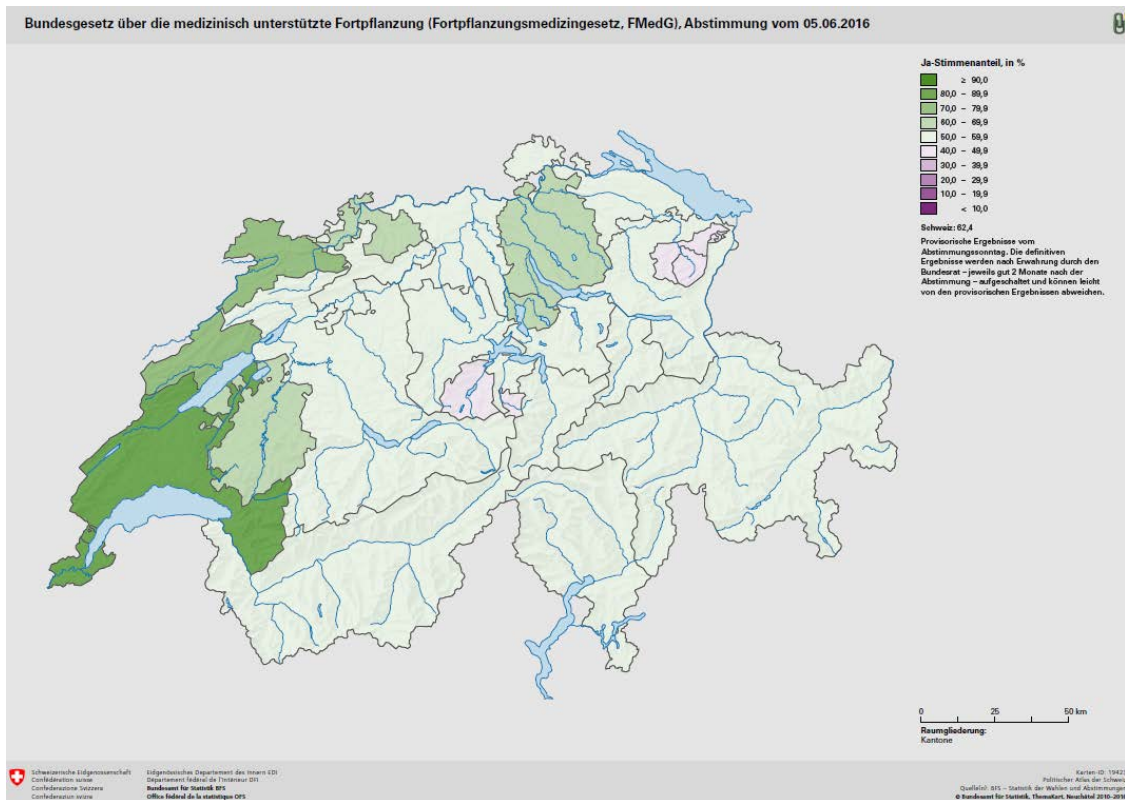 Bundesgesetz über die medizinisch unterstützte Fortpflanzung (Fortpflanzungsmedizingesetz, FMedG), Abstimmung vom 05.06.2016
Ja-Stimmenanteil, in %
≥ 90,0
80,0 – 89,9
70,0 – 79,9
60,0 – 69,9
50,0 – 59,9
40,0 – 49,9
30,0 – 39,9
20,0 – 29,9
10,0 – 19,9
< 10,0
Schweiz: 62,4
Provisorische Ergebnisse vom
Abstimmungssonntag. Die definitiven
Ergebnisse werden nach Erwahrung durch den
Bundesrat – jeweils gut 2 Monate nach der
Abstimmung – aufgeschaltet und können leicht
von den provisorischen Ergebnissen abweichen.
0 25 50 km
Raumgliederung:
Kantone
Schweizerische Eidgenossenschaft
Confédération suisse
Confederazione Svizzera
Confederaziun svizra
Eidgenössisches Departement des Innern EDI
Département fédéral de l'intérieur DFI
Bundesamt für Statistik BFS
Office fédéral de la statistique OFS
Karten-ID: 19423
Politischer Atlas der Schweiz
Quelle(n): BFS – Statistik der Wahlen und Abstimmungen
© Bundesamt für Statistik, ThemaKart, Neuchâtel 2010–2016